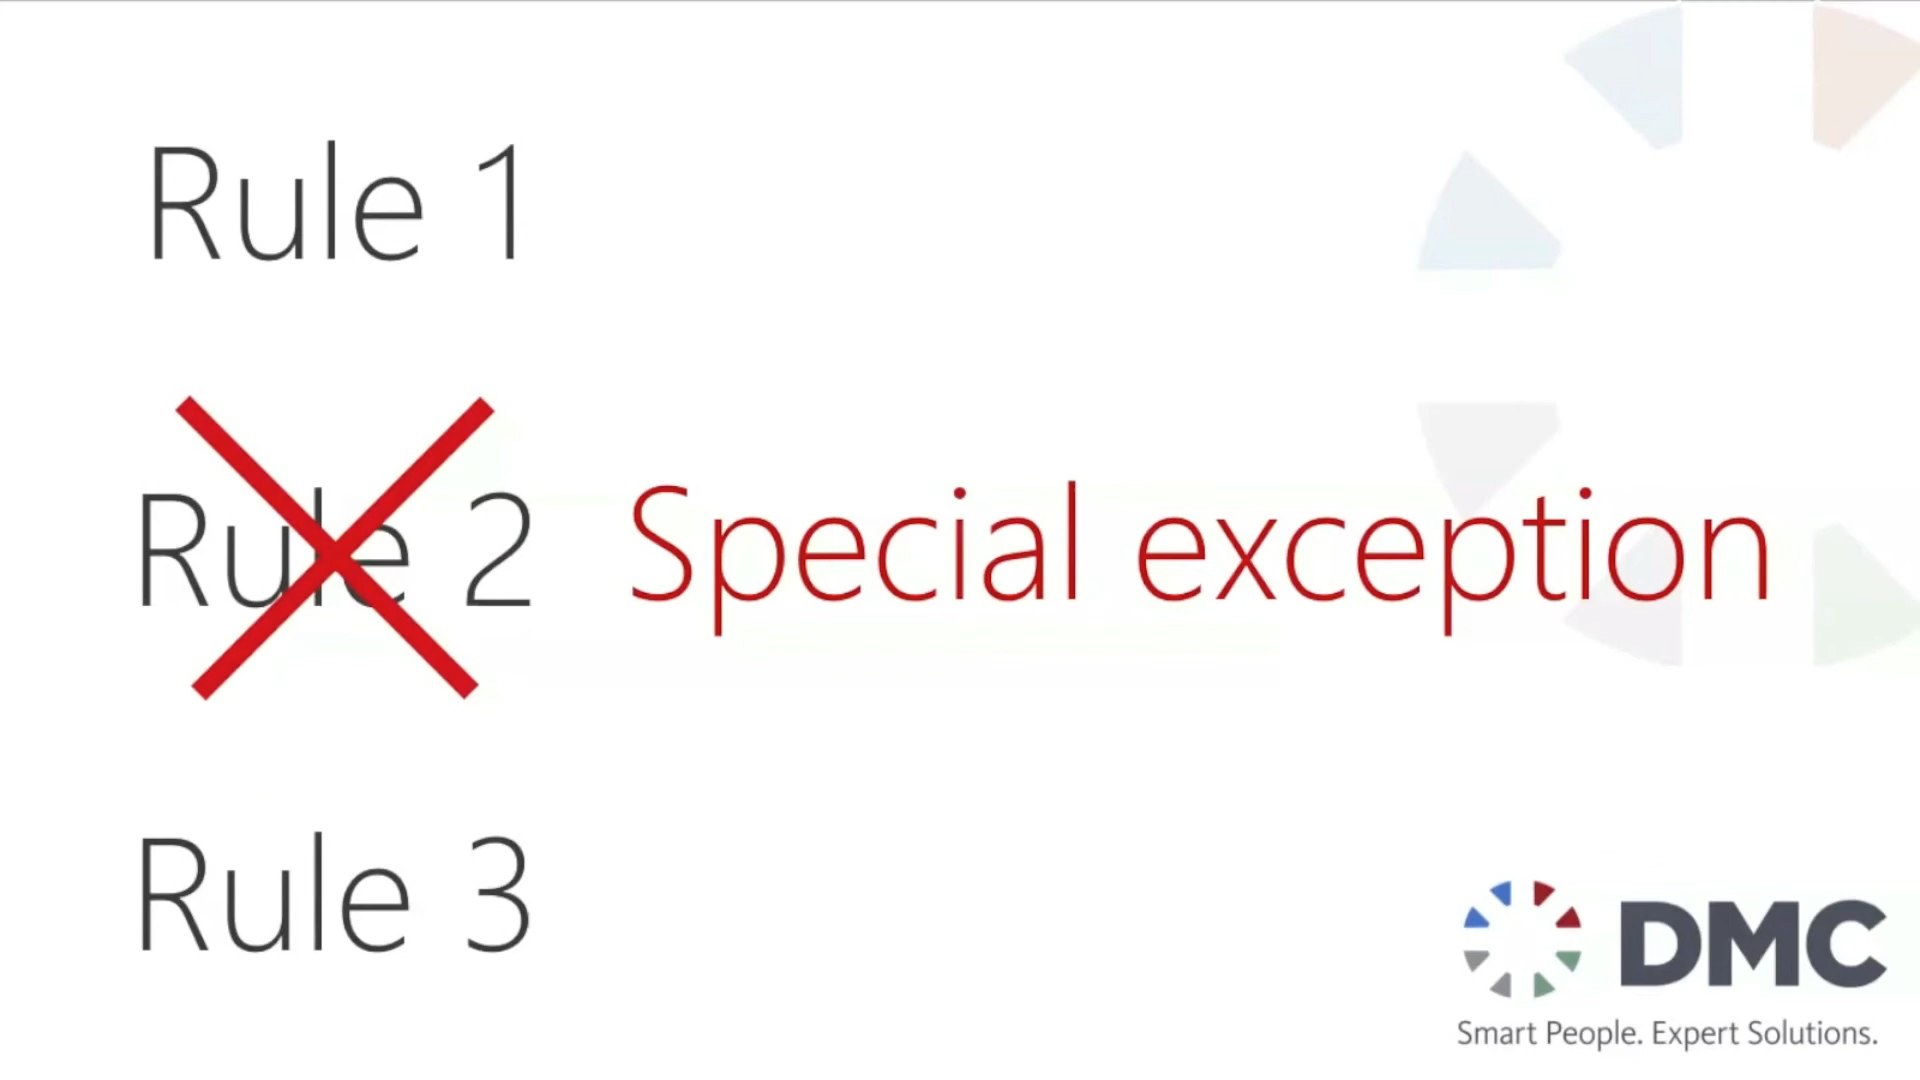 Rule 1
Rule 2 Special exception
Rule 3
DMC
Smart People. Expert Solutions.